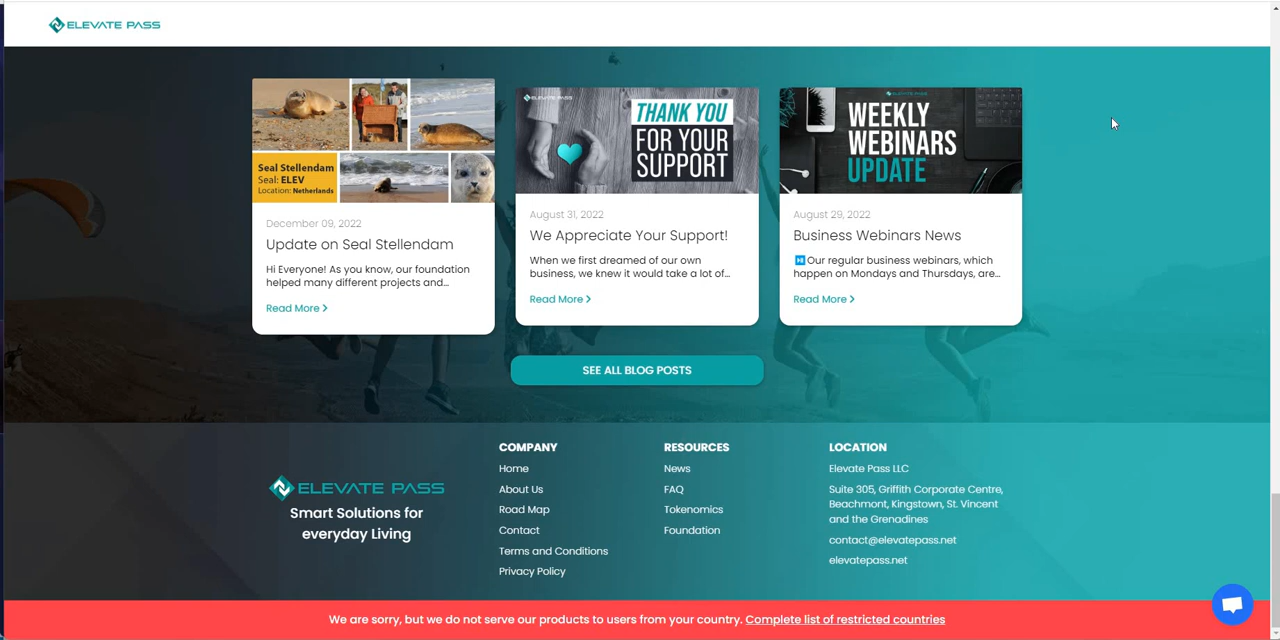 ELEVATE PASS
Seal Stellendam
Seal: ELEV
Location: Netherlands
December 09, 2022
Update on Seal Stellendam
Hi Everyone! As you know, our foundation
helped many different projects and...
Read More >
ELEVATE PASS
THANK YOU
FOR YOUR
SUPPORT
August 31, 2022
We Appreciate Your Support!
When we first dreamed of our own
business, we knew it would take a lot of...
Read More >
ELEVATE PASS
WEEKLY
WEBINARS
UPDATE
August 29, 2022
Business Webinars News
Our regular business webinars, which
happen on Mondays and Thursdays, are...
Read More >
SEE ALL BLOG POSTS
ELEVATE PASS
Smart Solutions for
everyday Living
COMPANY
Home
About Us
Road Map
Contact
Terms and Conditions
Privacy Policy
RESOURCES
News
FAQ
Tokenomics
Foundation
LOCATION
Elevate Pass LLC
Suite 305, Griffith Corporate Centre,
Beachmont, Kingstown, St. Vincent
and the Grenadines
contact@elevatepass.net
elevatepass.net
We are sorry, but we do not serve our products to users from your country. Complete list of restricted countries